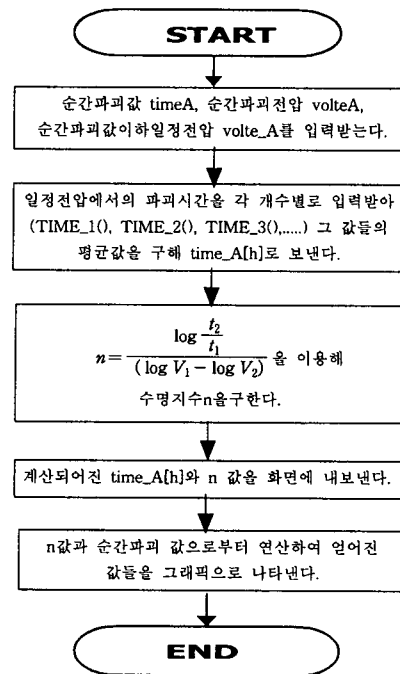 START
순간파괴값 timeA, 순간파괴전압 volteA,
순간파괴값이하일정전압 volte_A를 입력받는다.
일정전압에서의 파괴시간을 각 개수별로 입력받아
(TIME_1(), TIME_2(), TIME_3(),.....) 그 값들의
평균값을 구해 time_A[h]로 보낸다.
n = log t₂/t₁ / (log V₁ − log V₂) 을 이용해
수명지수n을구한다.
계산되어진 time_A[h]와 n 값을 화면에 내보낸다.
n값과 순간파괴 값으로부터 연산하여 얻어진
값들을 그래픽으로 나타낸다.
END